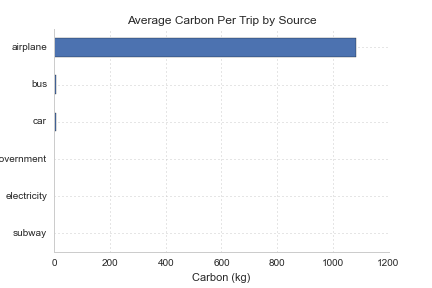 Average Carbon Per Trip by Source
airplane
bus
car
overnment
electricity
subway
0 200 400 600 800 1000 1200
Carbon (kg)